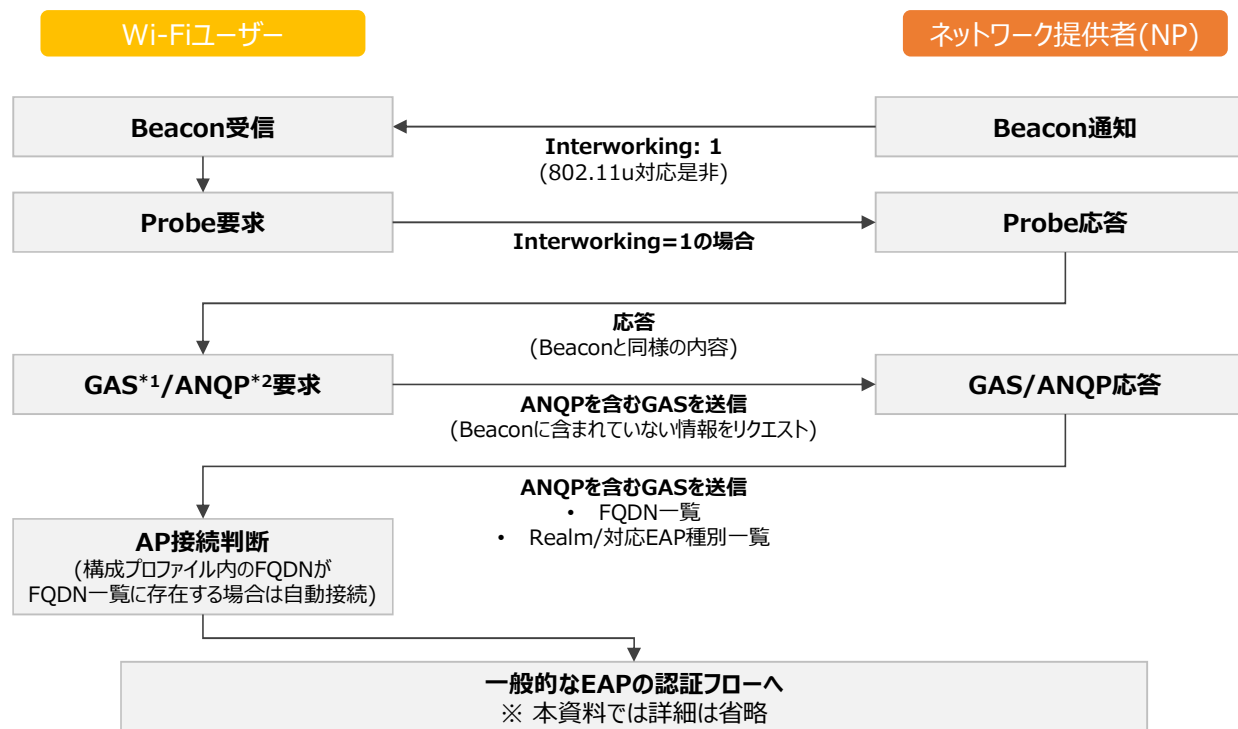 Wi-Fiユーザー
ネットワーク提供者(NP)
Beacon受信
Beacon通知
Interworking: 1
(802.11u対応是非)
Probe要求
Probe応答
Interworking=1の場合
応答
(Beaconと同様の内容)
GAS*1/ANQP*2要求
GAS/ANQP応答
ANQPを含むGASを送信
(Beaconに含まれていない情報をリクエスト)
ANQPを含むGASを送信
• FQDN一覧
• Realm/対応EAP種別一覧
AP接続判断
(構成プロファイル内のFQDNが
FQDN一覧に存在する場合は自動接続)
一般的なEAPの認証フローへ
※ 本資料では詳細は省略